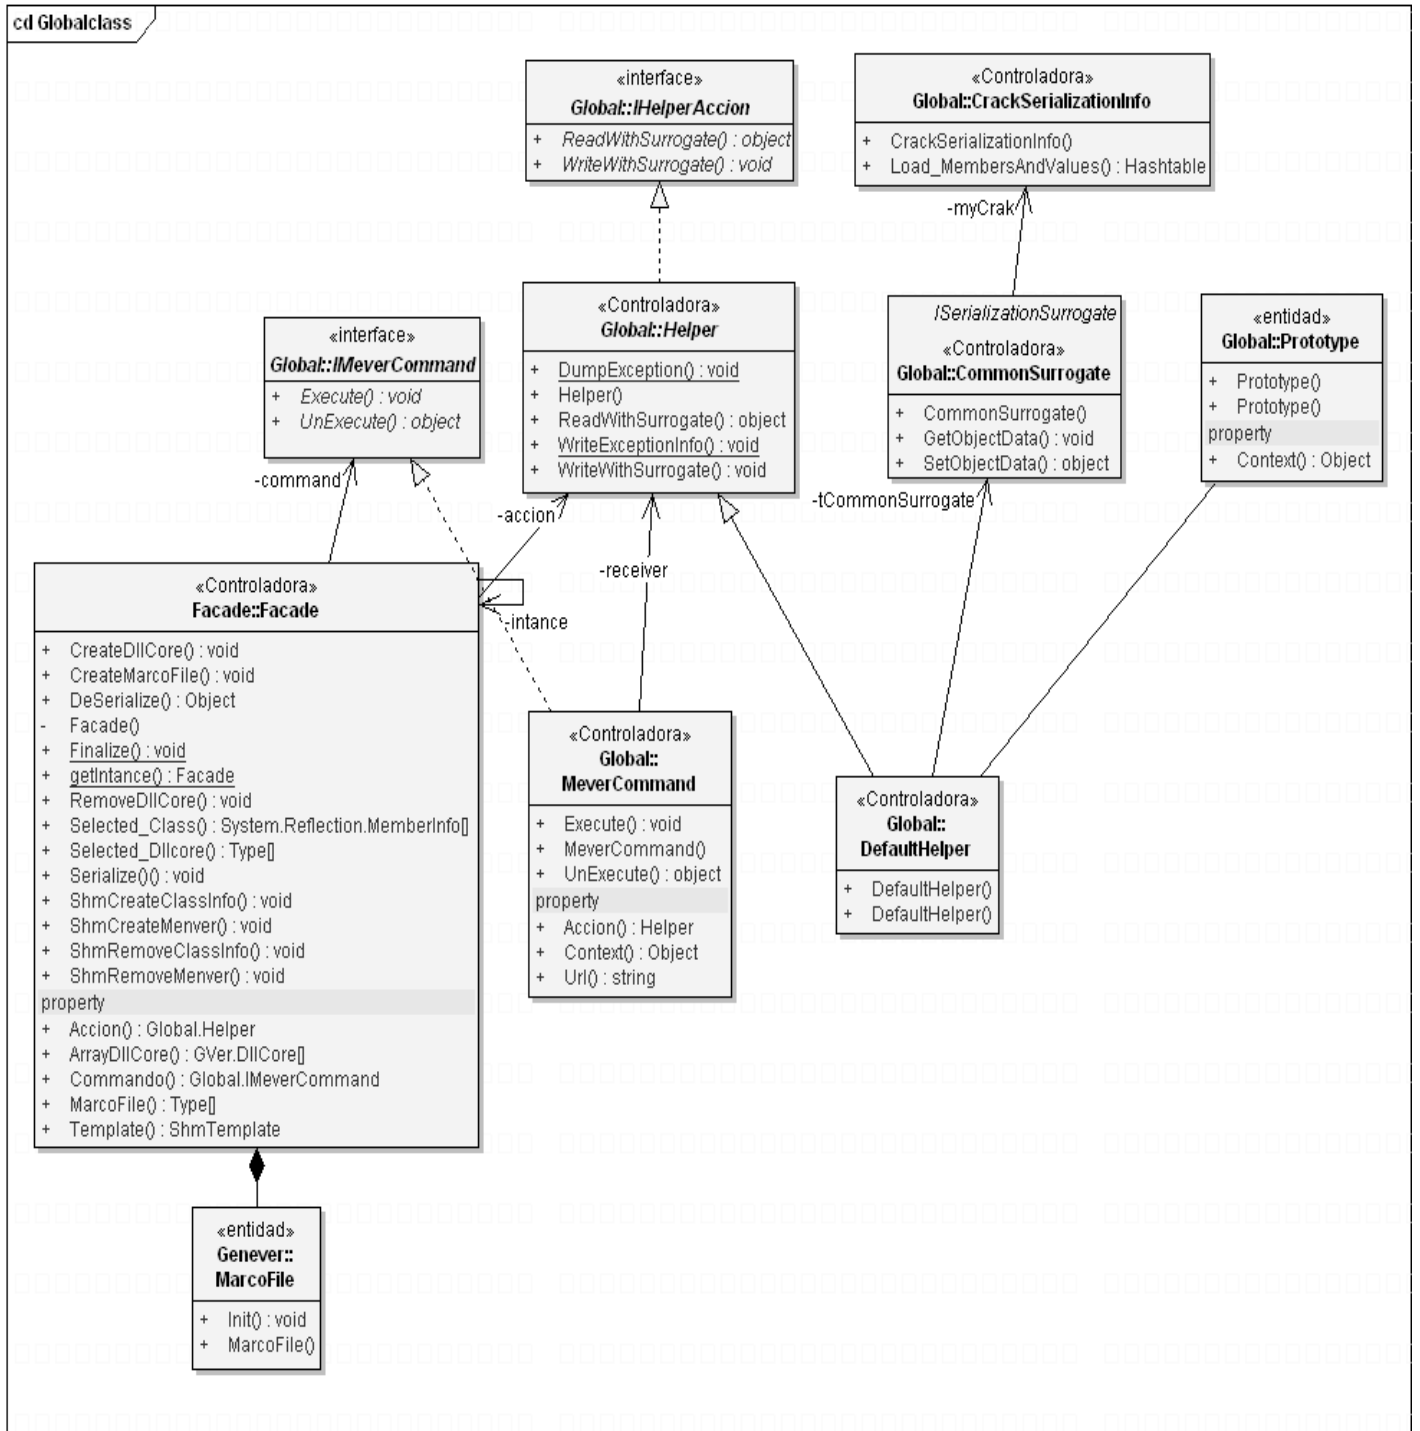 cd Globalclass
«interface»
Global::IHelperAccion
+ ReadWithSurrogate() : object
+ WriteWithSurrogate() : void
«Controladora»
Global::CrackSerializationInfo
+ CrackSerializationInfo()
+ Load_MembersAndValues() : Hashtable
-myCrak
«interface»
Global::IMeverCommand
+ Execute() : void
+ UnExecute() : object
«Controladora»
Global::Helper
+ DumpException() : void
+ Helper()
+ ReadWithSurrogate() : object
+ WriteExceptionInfo() : void
+ WriteWithSurrogate() : void
ISerializationSurrogate
«Controladora»
Global::CommonSurrogate
+ CommonSurrogate()
+ GetObjectData() : void
+ SetObjectData() : object
«entidad»
Global::Prototype
+ Prototype()
+ Prototype()
property
+ Context() : Object
-command
-accion
-receiver
-tCommonSurrogate
-intance
«Controladora»
Facade::Facade
+ CreateDllCore() : void
+ CreateMarcoFile() : void
+ DeSerialize() : Object
- Facade()
+ Finalize() : void
+ getIntance() : Facade
+ RemoveDllCore() : void
+ Selected_Class() : System.Reflection.MemberInfo[]
+ Selected_Dllcore() : Type[]
+ Serialize()() : void
+ ShmCreateClassInfo() : void
+ ShmCreateMenver() : void
+ ShmRemoveClassInfo() : void
+ ShmRemoveMenver() : void
property
+ Accion() : Global.Helper
+ ArrayDllCore() : GVer.DllCore[]
+ Commando() : Global.IMeverCommand
+ MarcoFile() : Type[]
+ Template() : ShmTemplate
«Controladora»
Global::
MeverCommand
+ Execute() : void
+ MeverCommand()
+ UnExecute() : object
property
+ Accion() : Helper
+ Context() : Object
+ Url() : string
«Controladora»
Global::
DefaultHelper
+ DefaultHelper()
+ DefaultHelper()
«entidad»
Genever::
MarcoFile
+ Init() : void
+ MarcoFile()